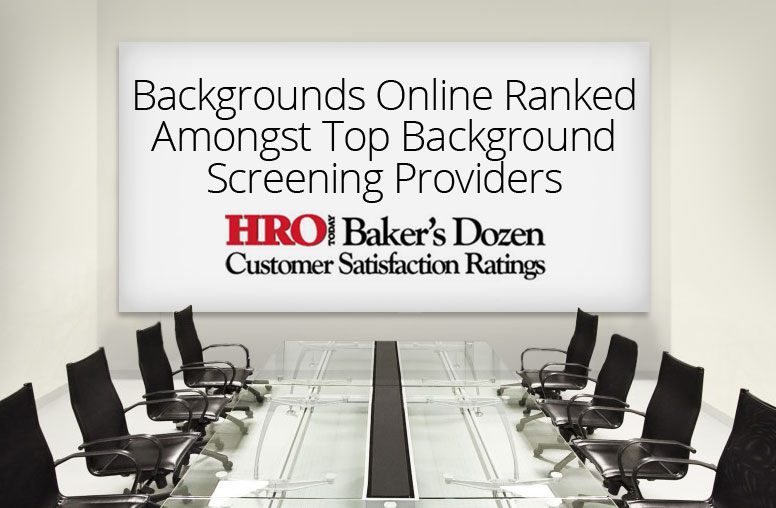 Backgrounds Online Ranked
Amongst Top Background
Screening Providers
HRO TODAY Baker's Dozen
Customer Satisfaction Ratings